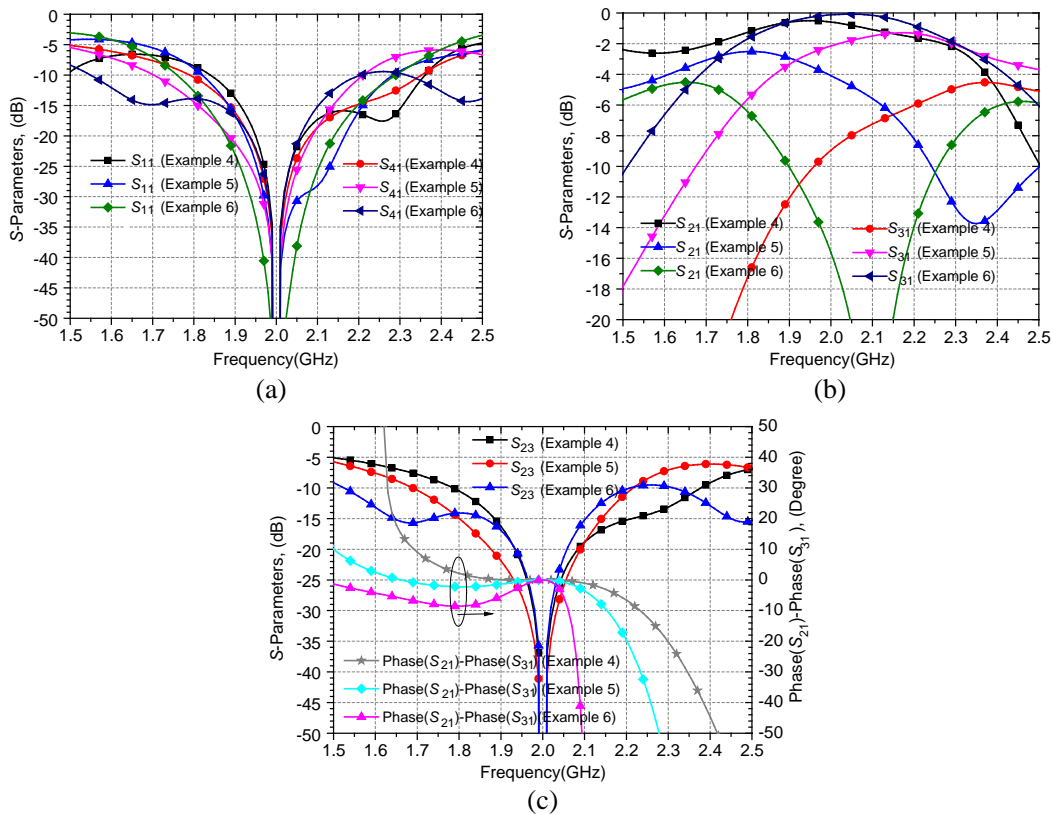 0
-5
-10
-15
-20
-25
-30
-35
-40
-45
-50
S-Parameters, (dB)
S11 (Example 4)
S11 (Example 5)
S11 (Example 6)
S41 (Example 4)
S41 (Example 5)
S41 (Example 6)
1.5 1.6 1.7 1.8 1.9 2.0 2.1 2.2 2.3 2.4 2.5
Frequency(GHz)
(a)
0
-2
-4
-6
-8
-10
-12
-14
-16
-18
-20
S-Parameters, (dB)
S21 (Example 4)
S21 (Example 5)
S21 (Example 6)
S31 (Example 4)
S31 (Example 5)
S31 (Example 6)
1.5 1.6 1.7 1.8 1.9 2.0 2.1 2.2 2.3 2.4 2.5
Frequency(GHz)
(b)
0
-5
-10
-15
-20
-25
-30
-35
-40
-45
-50
S-Parameters, (dB)
S23 (Example 4)
S23 (Example 5)
S23 (Example 6)
Phase(S21)-Phase(S31) (Example 4)
Phase(S21)-Phase(S31) (Example 5)
Phase(S21)-Phase(S31) (Example 6)
50
40
30
20
10
0
-10
-20
-30
-40
-50
Phase(S21)-Phase(S31), (Degree)
1.5 1.6 1.7 1.8 1.9 2.0 2.1 2.2 2.3 2.4 2.5
Frequency(GHz)
(c)